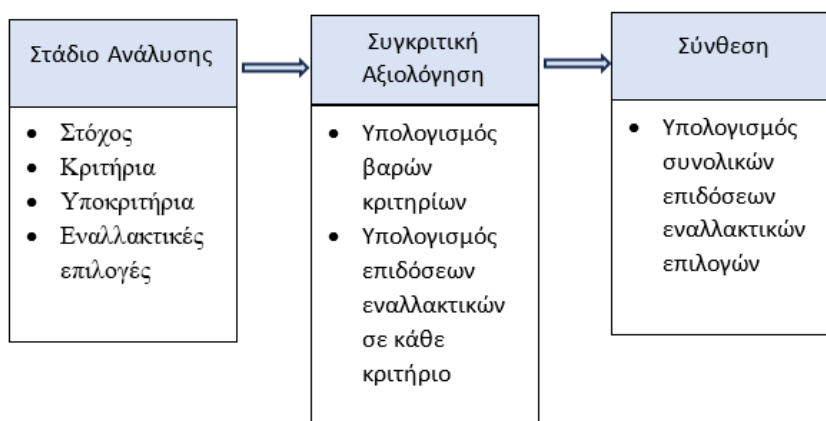 Στάδιο Ανάλυσης
• Στόχος
• Κριτήρια
• Υποκριτήρια
• Εναλλακτικές
επιλογές
Συγκριτική
Αξιολόγηση
• Υπολογισμός
βαρών
κριτηρίων
• Υπολογισμός
επιδόσεων
εναλλακτικών
σε κάθε
κριτήριο
Σύνθεση
• Υπολογισμός
συνολικών
επιδόσεων
εναλλακτικών
επιλογών